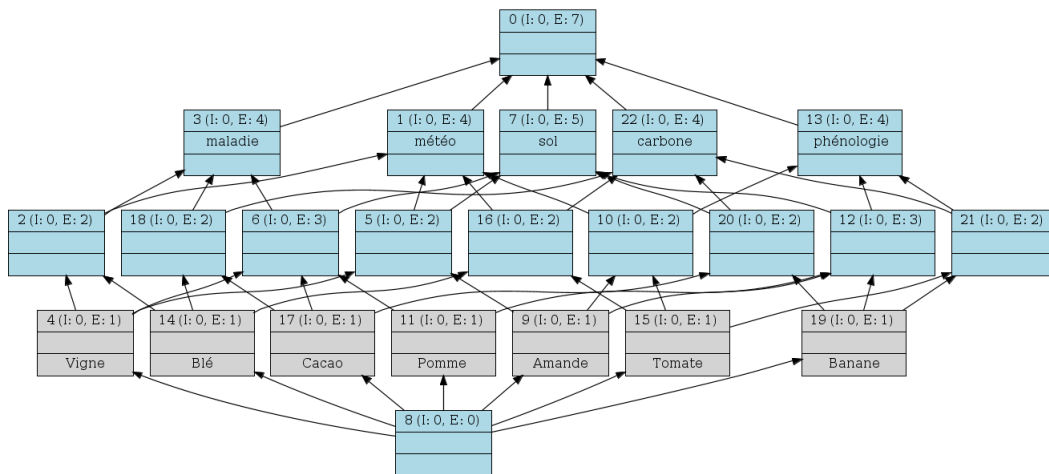 0 (I: 0, E: 7)
3 (I: 0, E: 4)
maladie
1 (I: 0, E: 4)
météo
7 (I: 0, E: 5)
sol
22 (I: 0, E: 4)
carbone
13 (I: 0, E: 4)
phénologie
2 (I: 0, E: 2)
18 (I: 0, E: 2)
6 (I: 0, E: 3)
5 (I: 0, E: 2)
16 (I: 0, E: 2)
10 (I: 0, E: 2)
20 (I: 0, E: 2)
12 (I: 0, E: 3)
21 (I: 0, E: 2)
4 (I: 0, E: 1)
Vigne
14 (I: 0, E: 1)
Blé
17 (I: 0, E: 1)
Cacao
11 (I: 0, E: 1)
Pomme
9 (I: 0, E: 1)
Amande
15 (I: 0, E: 1)
Tomate
19 (I: 0, E: 1)
Banane
8 (I: 0, E: 0)